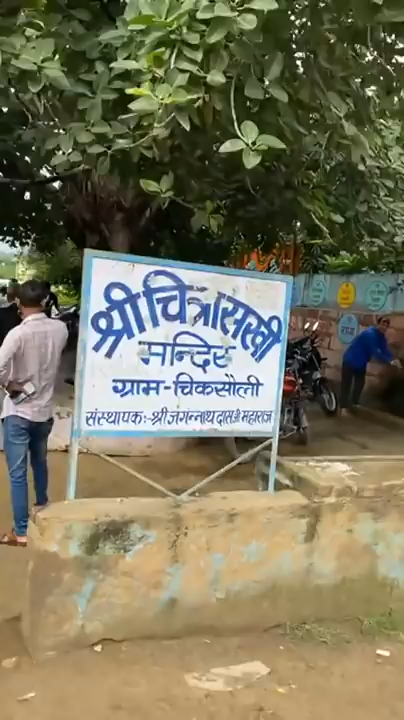 श्री चित्रासखी
मन्दिर
ग्राम-चिकसौली
संस्थापक:-श्री जगन्नाथ दास जी महाराज